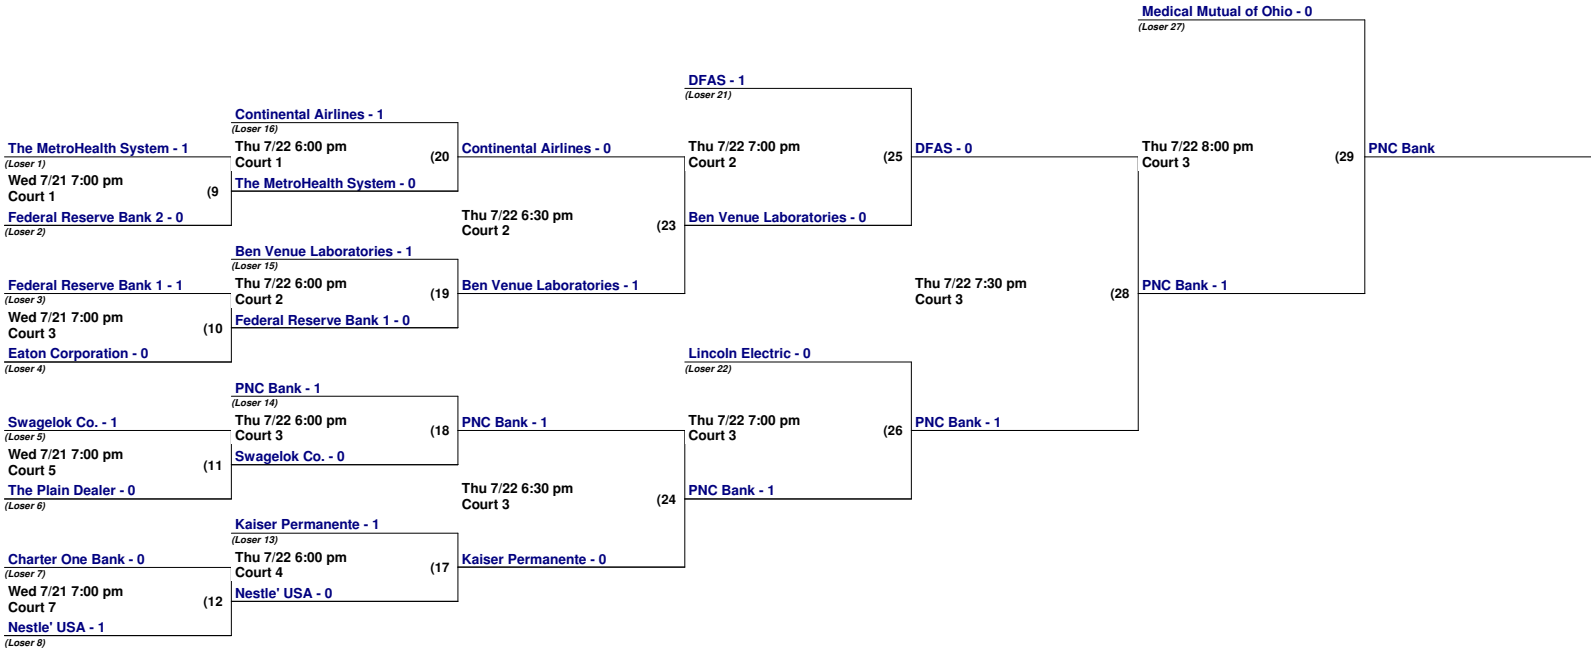 Medical Mutual of Ohio - 0
(Loser 27)
DFAS - 1
(Loser 21)
Continental Airlines - 1
(Loser 16)
The MetroHealth System - 1
(Loser 1)
Thu 7/22 6:00 pm
Court 1
(20
Continental Airlines - 0
Thu 7/22 7:00 pm
Court 2
(25
DFAS - 0
Thu 7/22 8:00 pm
Court 3
(29
PNC Bank
Wed 7/21 7:00 pm
Court 1
(9
The MetroHealth System - 0
Federal Reserve Bank 2 - 0
(Loser 2)
Thu 7/22 6:30 pm
Court 2
(23
Ben Venue Laboratories - 0
Ben Venue Laboratories - 1
(Loser 15)
Federal Reserve Bank 1 - 1
(Loser 3)
Thu 7/22 6:00 pm
Court 2
(19
Ben Venue Laboratories - 1
Thu 7/22 7:30 pm
Court 3
(28
PNC Bank - 1
Wed 7/21 7:00 pm
Court 3
(10
Federal Reserve Bank 1 - 0
Eaton Corporation - 0
(Loser 4)
Lincoln Electric - 0
(Loser 22)
PNC Bank - 1
(Loser 14)
Swagelok Co. - 1
(Loser 5)
Thu 7/22 6:00 pm
Court 3
(18
PNC Bank - 1
Thu 7/22 7:00 pm
Court 3
(26
PNC Bank - 1
Wed 7/21 7:00 pm
Court 5
(11
Swagelok Co. - 0
The Plain Dealer - 0
(Loser 6)
Thu 7/22 6:30 pm
Court 3
(24
PNC Bank - 1
Kaiser Permanente - 1
(Loser 13)
Charter One Bank - 0
(Loser 7)
Thu 7/22 6:00 pm
Court 4
(17
Kaiser Permanente - 0
Wed 7/21 7:00 pm
Court 7
(12
Nestle' USA - 0
Nestle' USA - 1
(Loser 8)